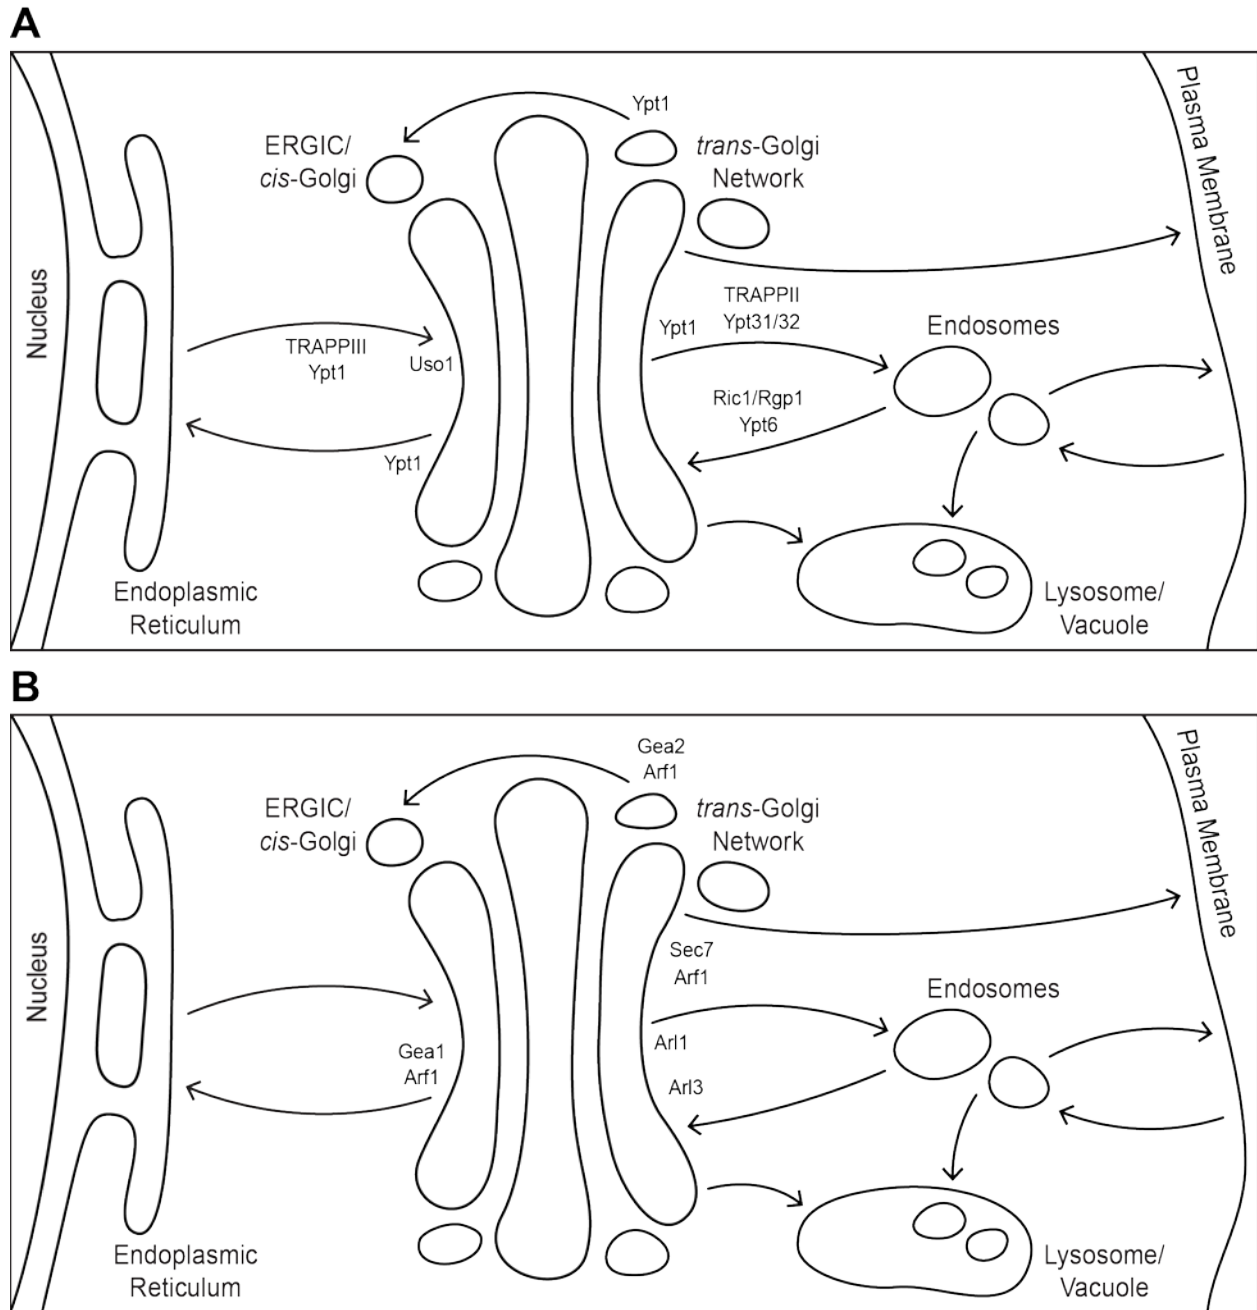 A
Ypt1
ERGIC/
cis-Golgi
trans-Golgi
Network
Plasma Membrane
Nucleus
TRAPPIII
Ypt1
Uso1
Ypt1
Ypt1
TRAPPII
Ypt31/32
Endosomes
Ric1/Rgp1
Ypt6
Endoplasmic
Reticulum
Lysosome/
Vacuole
B
Gea2
Arf1
ERGIC/
cis-Golgi
trans-Golgi
Network
Plasma Membrane
Nucleus
Sec7
Arf1
Endosomes
Gea1
Arf1
Arl1
Arl3
Endoplasmic
Reticulum
Lysosome/
Vacuole